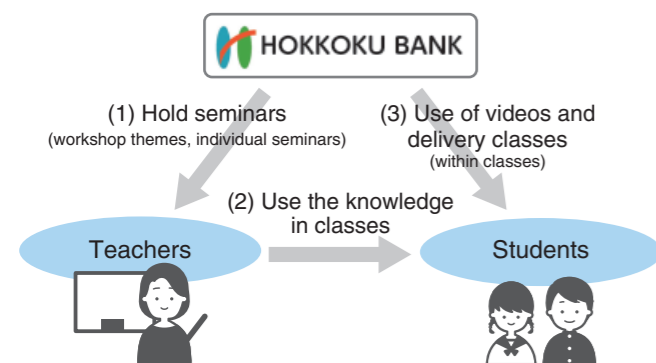 HOKKOKU BANK
(1) Hold seminars
(workshop themes, individual seminars)
(3) Use of videos and
delivery classes
(within classes)
(2) Use the knowledge
in classes
Teachers
Students